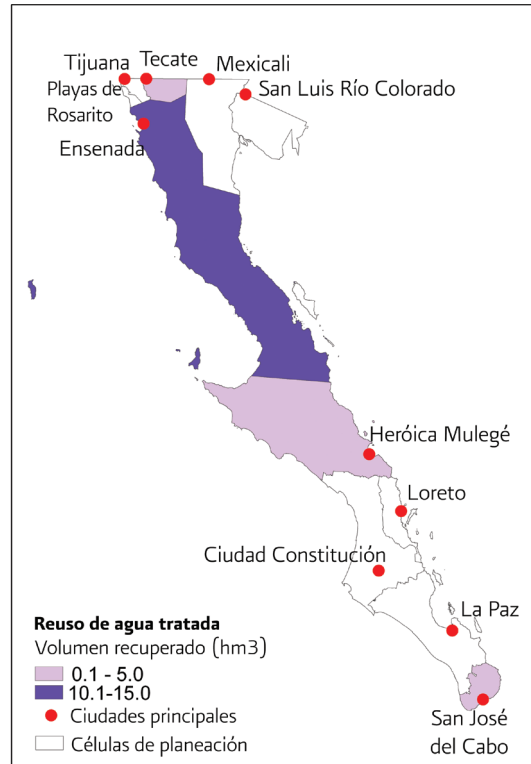 Tijuana
Tecate
Mexicali
San Luis Río Colorado
Playas de
Rosarito
Ensenada
Heróica Mulegé
Loreto
Ciudad Constitución
La Paz
San José
del Cabo
Reuso de agua tratada
Volumen recuperado (hm3)
0.1 - 5.0
10.1-15.0
Ciudades principales
Células de planeación